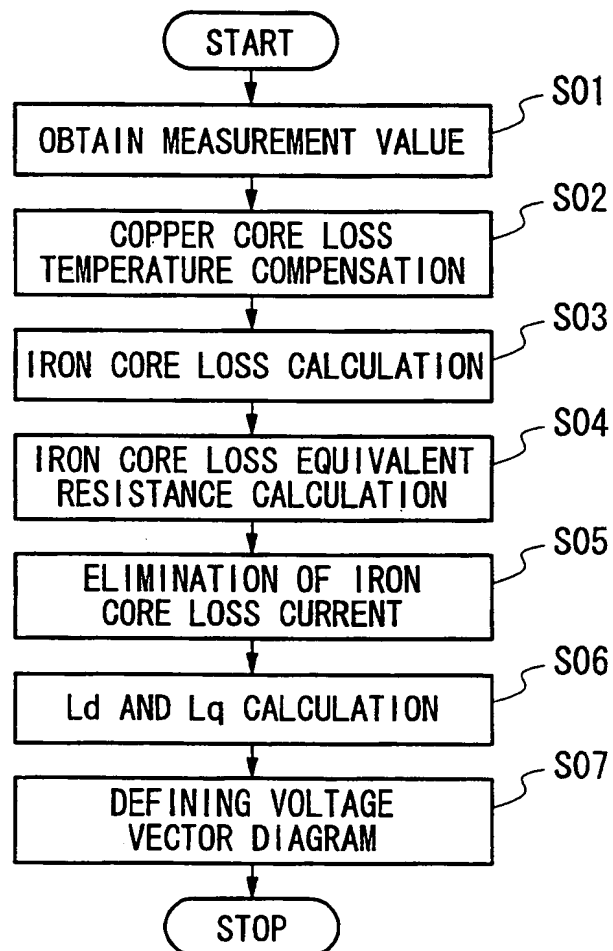 START
S01
OBTAIN MEASUREMENT VALUE
S02
COPPER CORE LOSS
TEMPERATURE COMPENSATION
S03
IRON CORE LOSS CALCULATION
S04
IRON CORE LOSS EQUIVALENT
RESISTANCE CALCULATION
S05
ELIMINATION OF IRON
CORE LOSS CURRENT
S06
Ld AND Lq CALCULATION
S07
DEFINING VOLTAGE
VECTOR DIAGRAM
STOP